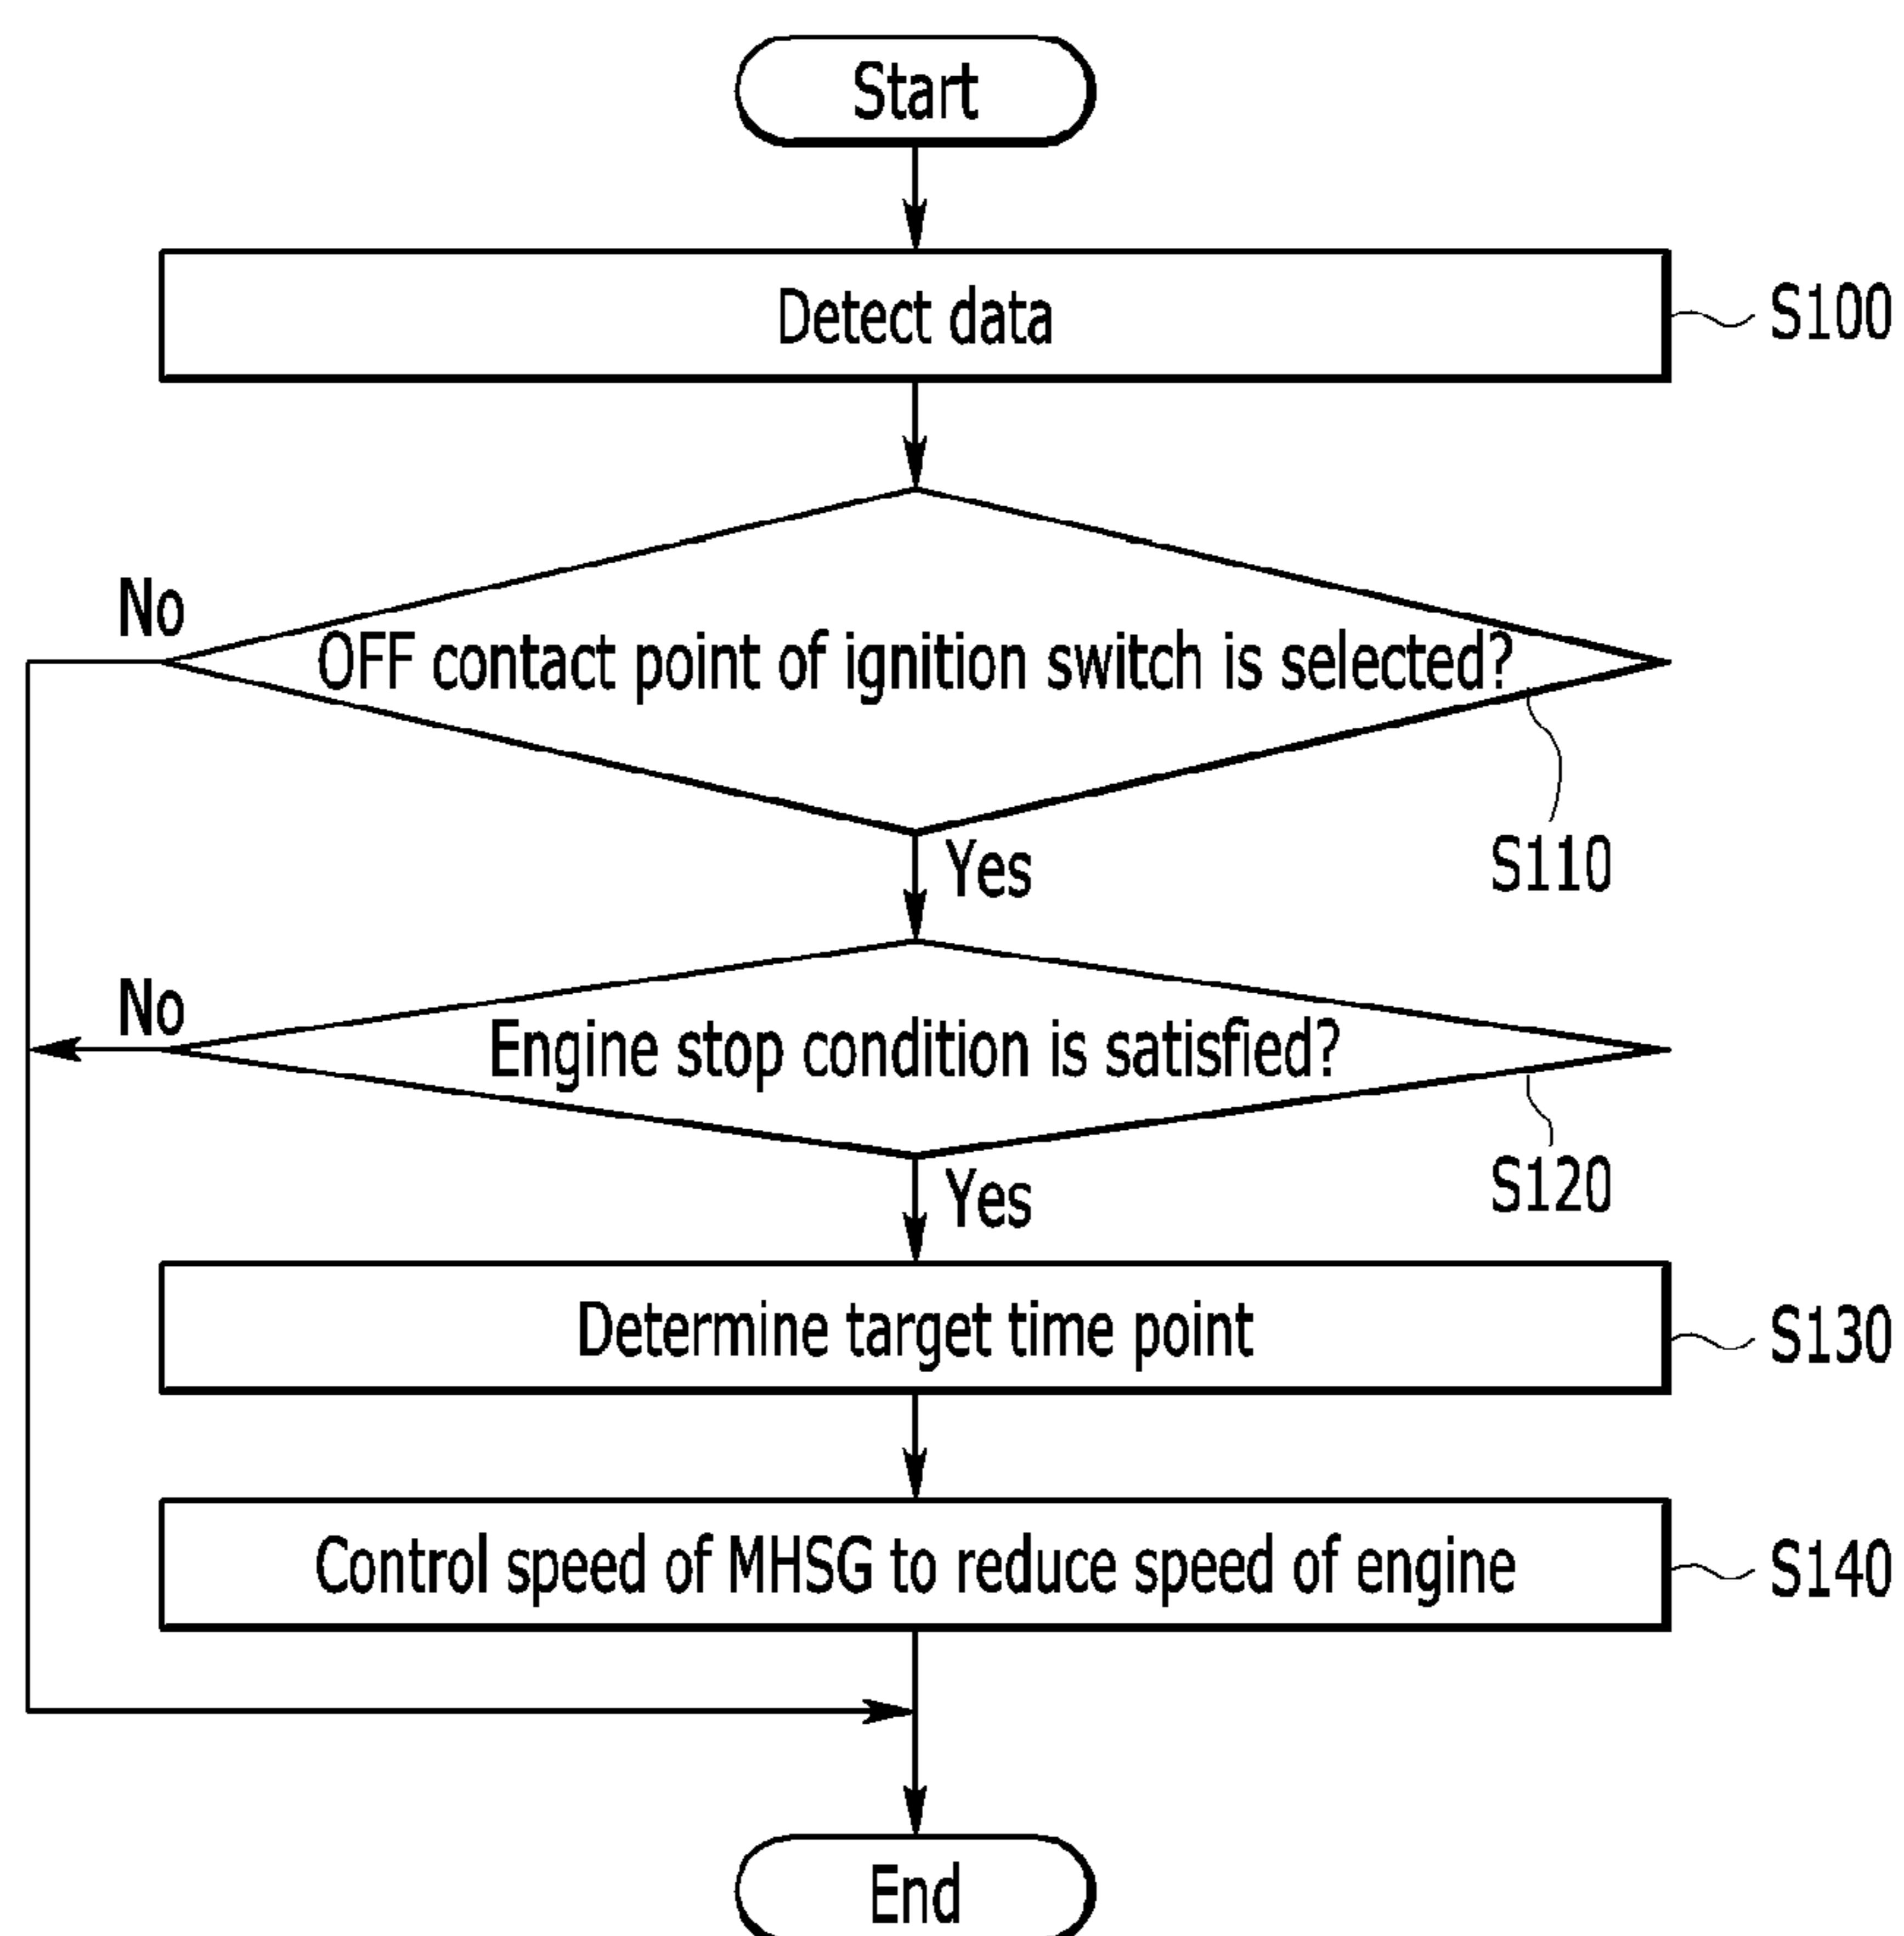 Start
Detect data
S100
No
OFF contact point of ignition switch is selected?
S110
Yes
No
Engine stop condition is satisfied?
S120
Yes
Determine target time point
S130
Control speed of MHSG to reduce speed of engine
S140
End